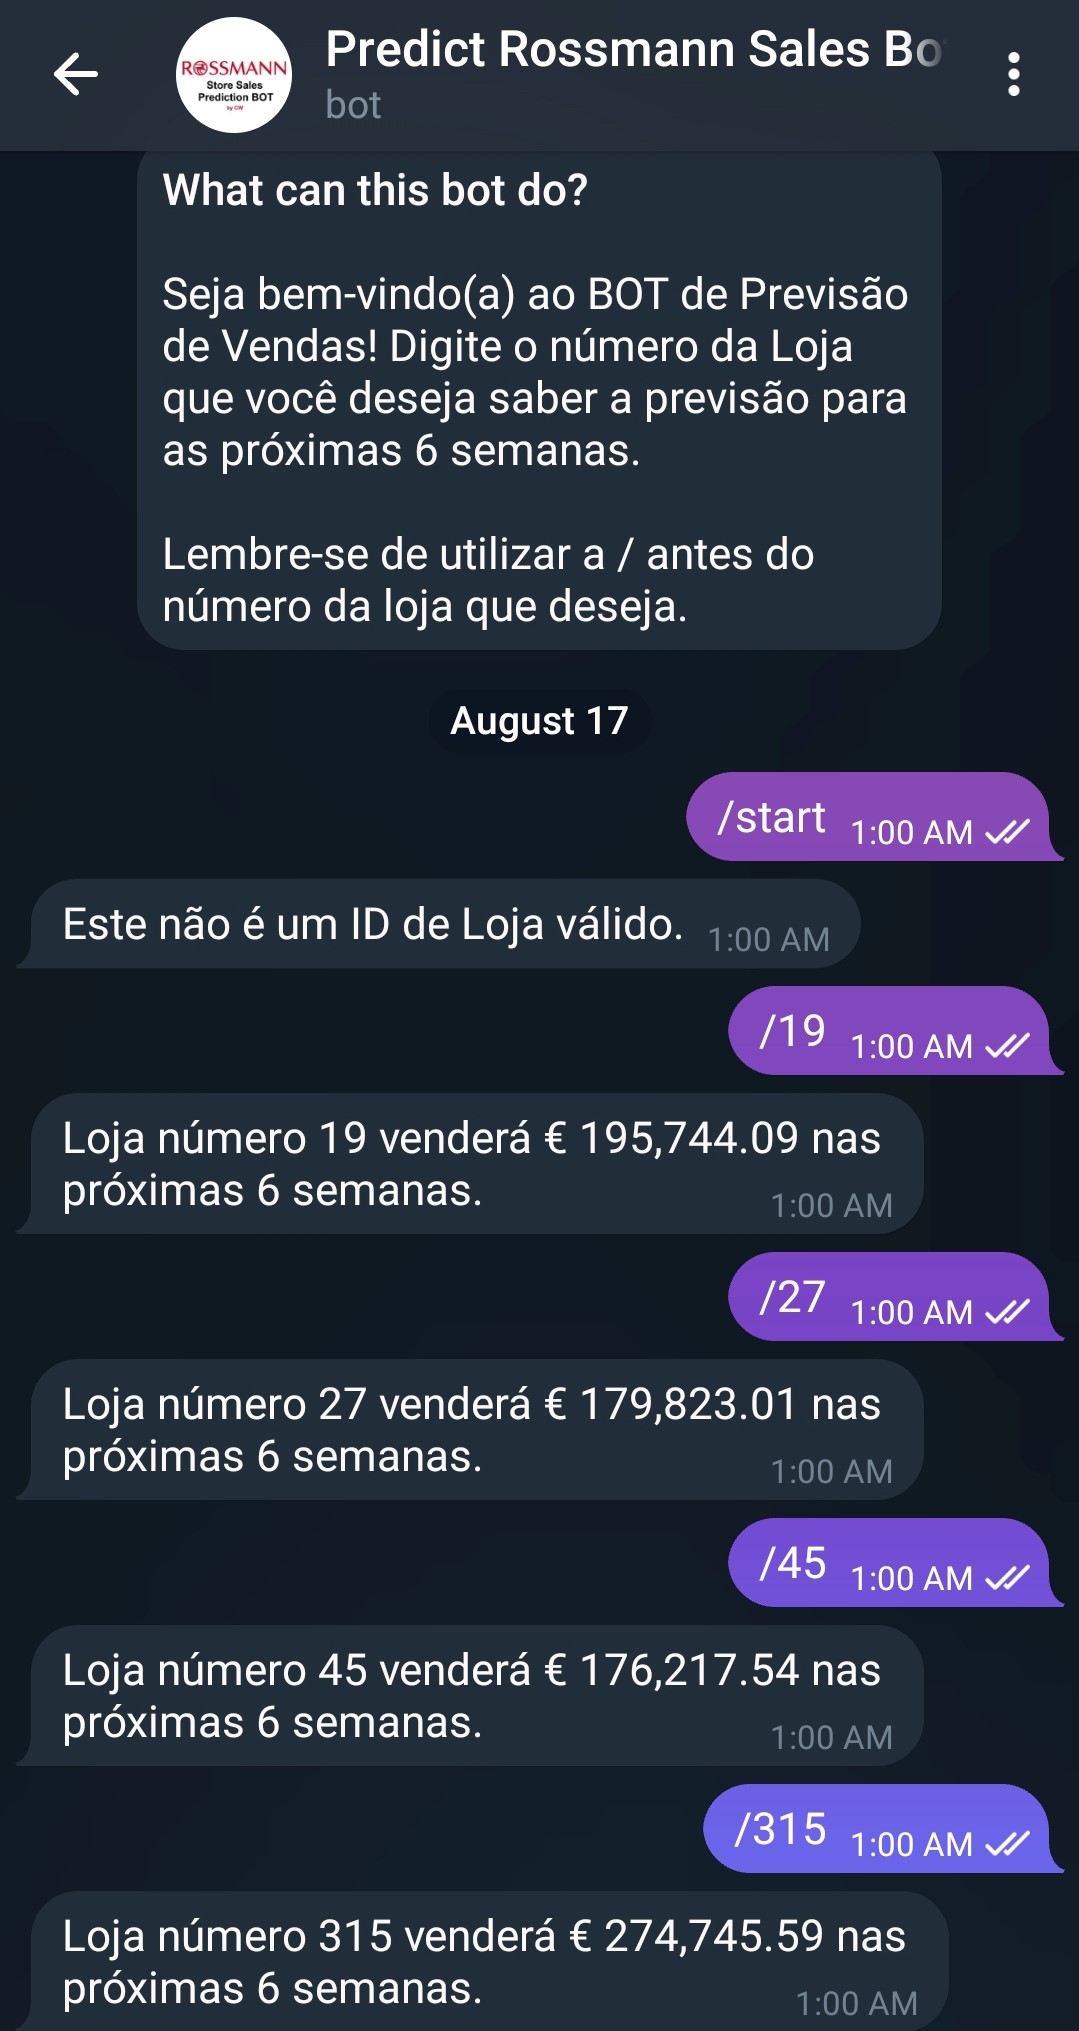 Predict Rossmann Sales Bo
bot
ROSSMANN
Store Sales
Prediction BOT
by CW
What can this bot do?
Seja bem-vindo(a) ao BOT de Previsão
de Vendas! Digite o número da Loja
que você deseja saber a previsão para
as próximas 6 semanas.
Lembre-se de utilizar a / antes do
número da loja que deseja.
August 17
/start 1:00 AM
Este não é um ID de Loja válido. 1:00 AM
/19 1:00 AM
Loja número 19 venderá € 195,744.09 nas
próximas 6 semanas. 1:00 AM
/27 1:00 AM
Loja número 27 venderá € 179,823.01 nas
próximas 6 semanas. 1:00 AM
/45 1:00 AM
Loja número 45 venderá € 176,217.54 nas
próximas 6 semanas. 1:00 AM
/315 1:00 AM
Loja número 315 venderá € 274,745.59 nas
próximas 6 semanas. 1:00 AM